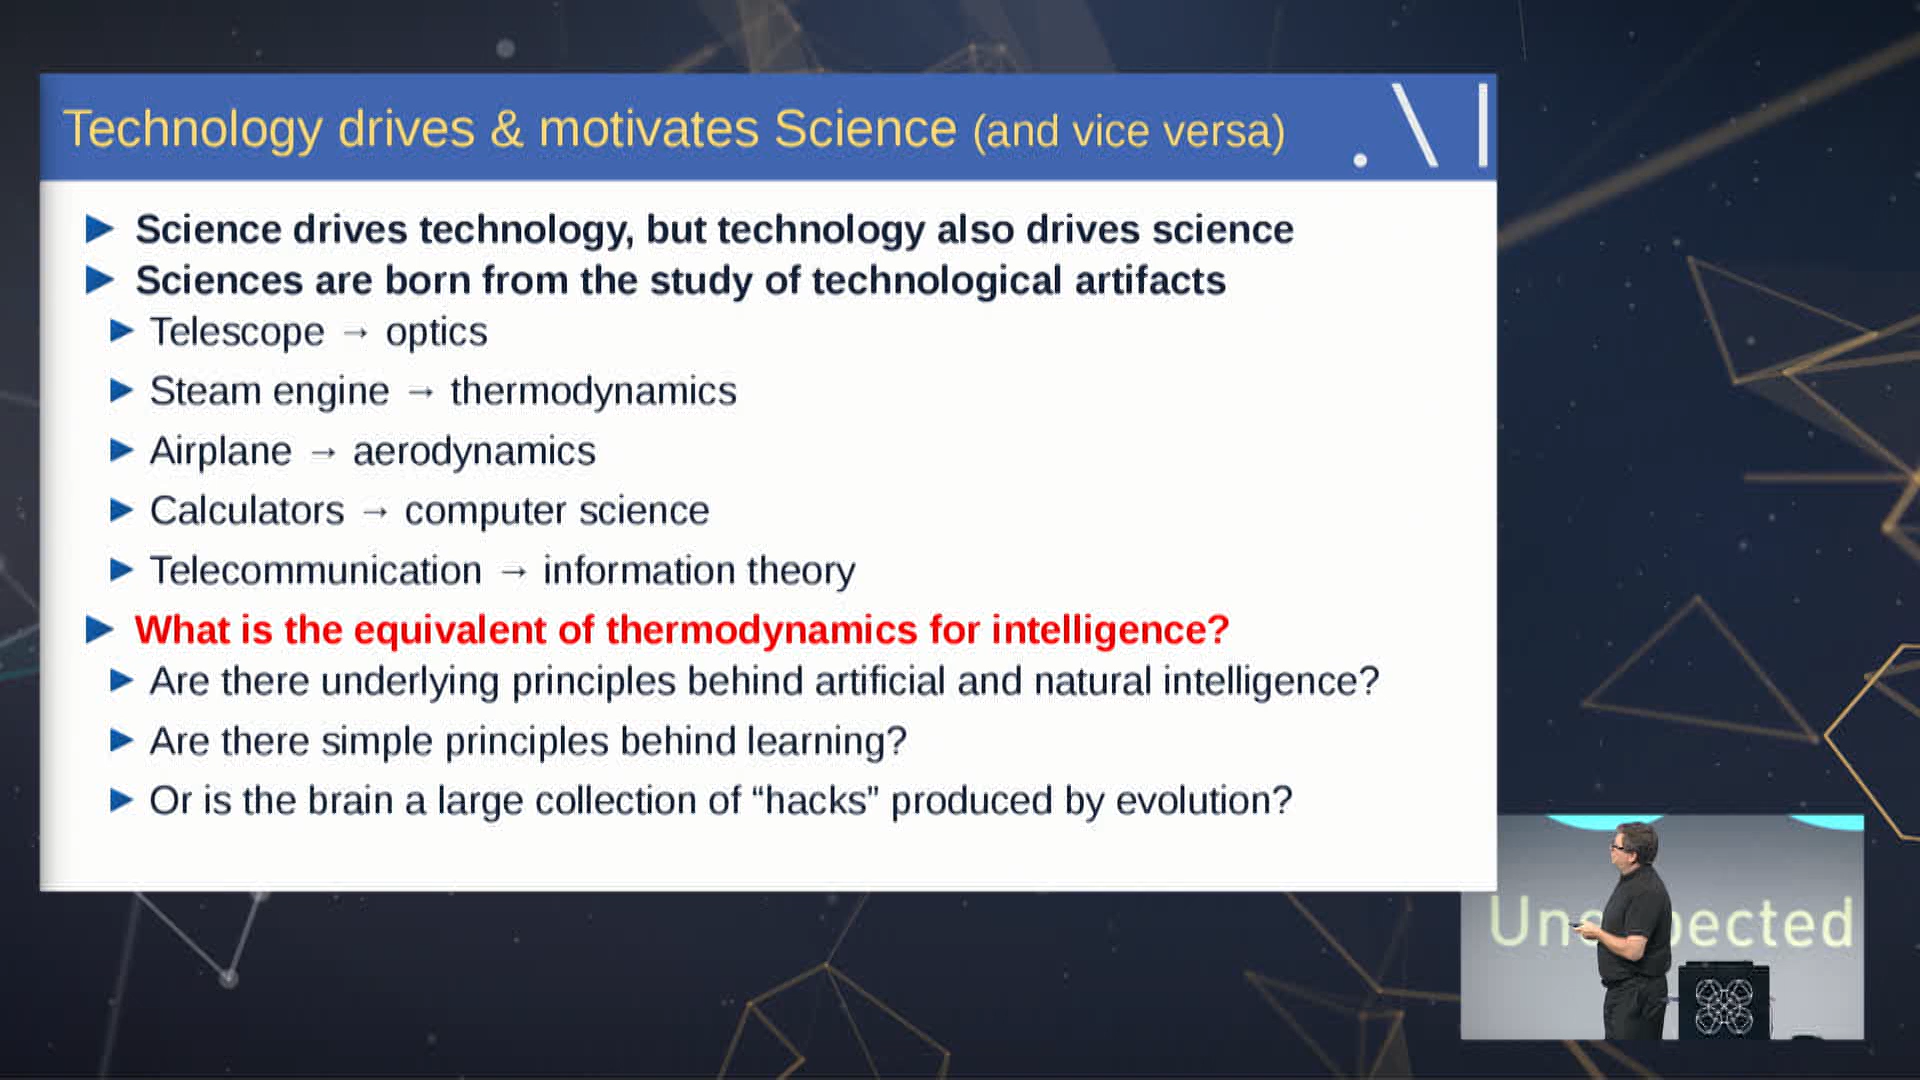 Technology drives & motivates Science (and vice versa)
Science drives technology, but technology also drives science
Sciences are born from the study of technological artifacts
Telescope → optics
Steam engine → thermodynamics
Airplane → aerodynamics
Calculators → computer science
Telecommunication → information theory
What is the equivalent of thermodynamics for intelligence?
Are there underlying principles behind artificial and natural intelligence?
Are there simple principles behind learning?
Or is the brain a large collection of “hacks” produced by evolution?